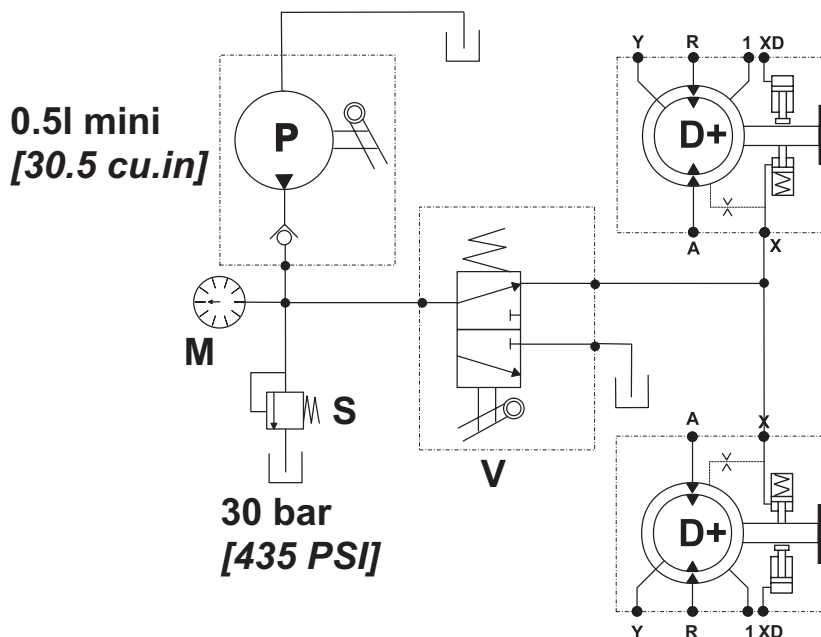 Y R 1 XD
0.5l mini
[30.5 cu.in]
P
D+
A X
M
S
V
30 bar
[435 PSI]
A X
D+
Y R 1 XD